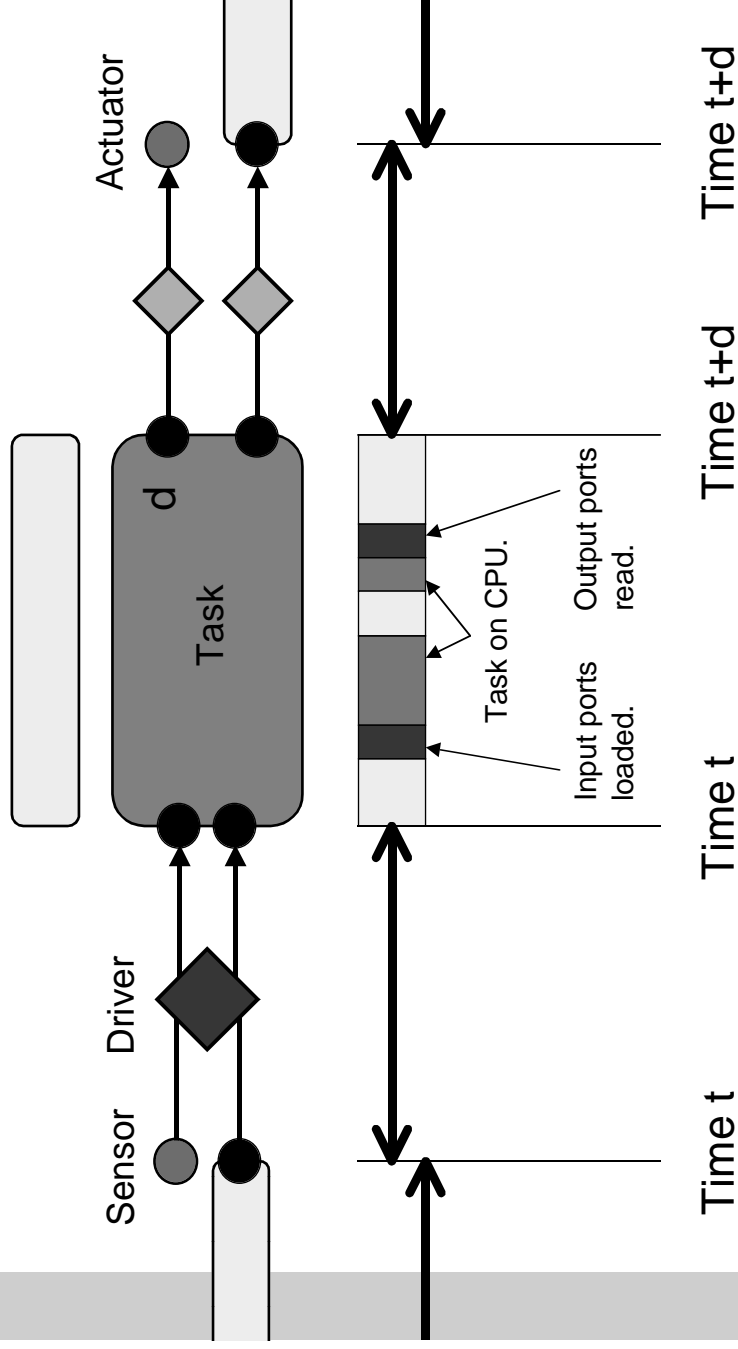 Sensor
Driver
Actuator
Task
d
Task on CPU.
Input ports
loaded.
Output ports
read.
Time t
Time t
Time t+d
Time t+d